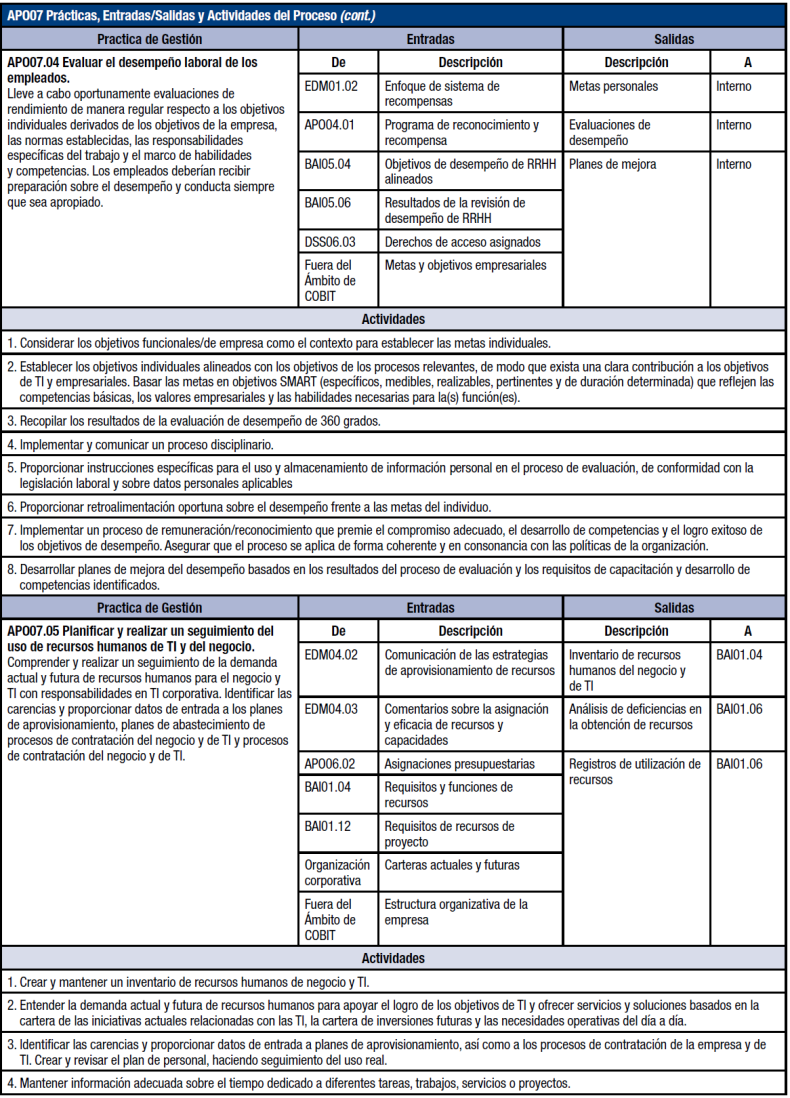 APO07 Prácticas, Entradas/Salidas y Actividades del Proceso (cont.)
Practica de Gestión Entradas Salidas
APO07.04 Evaluar el desempeño laboral de los
empleados.
Lleve a cabo oportunamente evaluaciones de
rendimiento de manera regular respecto a los objetivos
individuales derivados de los objetivos de la empresa,
las normas establecidas, las responsabilidades
específicas del trabajo y el marco de habilidades
y competencias. Los empleados deberían recibir
preparación sobre el desempeño y conducta siempre
que sea apropiado.
De Descripción Descripción A
EDM01.02 Enfoque de sistema de
recompensas
Metas personales Interno
APO04.01 Programa de reconocimiento y
recompensa
Evaluaciones de
desempeño
Interno
BAI05.04 Objetivos de desempeño de RRHH
alineados
Planes de mejora Interno
BAI05.06 Resultados de la revisión de
desempeño de RRHH
DSS06.03 Derechos de acceso asignados
Fuera del
Ámbito de
COBIT
Metas y objetivos empresariales
Actividades
1. Considerar los objetivos funcionales/de empresa como el contexto para establecer las metas individuales.
2. Establecer los objetivos individuales alineados con los objetivos de los procesos relevantes, de modo que exista una clara contribución a los objetivos
de TI y empresariales. Basar las metas en objetivos SMART (específicos, medibles, realizables, pertinentes y de duración determinada) que reflejen las
competencias básicas, los valores empresariales y las habilidades necesarias para la(s) función(es).
3. Recopilar los resultados de la evaluación de desempeño de 360 grados.
4. Implementar y comunicar un proceso disciplinario.
5. Proporcionar instrucciones específicas para el uso y almacenamiento de información personal en el proceso de evaluación, de conformidad con la
legislación laboral y sobre datos personales aplicables
6. Proporcionar retroalimentación oportuna sobre el desempeño frente a las metas del individuo.
7. Implementar un proceso de remuneración/reconocimiento que premie el compromiso adecuado, el desarrollo de competencias y el logro exitoso de
los objetivos de desempeño. Asegurar que el proceso se aplica de forma coherente y en consonancia con las políticas de la organización.
8. Desarrollar planes de mejora del desempeño basados en los resultados del proceso de evaluación y los requisitos de capacitación y desarrollo de
competencias identificados.
Practica de Gestión Entradas Salidas
APO07.05 Planificar y realizar un seguimiento del
uso de recursos humanos de TI y del negocio.
Comprender y realizar un seguimiento de la demanda
actual y futura de recursos humanos para el negocio y
TI con responsabilidades en TI corporativa. Identificar las
carencias y proporcionar datos de entrada a los planes
de aprovisionamiento, planes de abastecimiento de
procesos de contratación del negocio y de TI y procesos
de contratación del negocio y de TI.
De Descripción Descripción A
EDM04.02 Comunicación de las estrategias
de aprovisionamiento de recursos
Inventario de recursos
humanos del negocio y
de TI
BAI01.04
EDM04.03 Comentarios sobre la asignación
y eficacia de recursos y
capacidades
Análisis de deficiencias en
la obtención de recursos
BAI01.06
APO06.02 Asignaciones presupuestarias
Registros de utilización de
recursos
BAI01.06
BAI01.04 Requisitos y funciones de
recursos
BAI01.12 Requisitos de recursos de
proyecto
Organización
corporativa
Carteras actuales y futuras
Fuera del
Ámbito de
COBIT
Estructura organizativa de la
empresa
Actividades
1. Crear y mantener un inventario de recursos humanos de negocio y TI.
2. Entender la demanda actual y futura de recursos humanos para apoyar el logro de los objetivos de TI y ofrecer servicios y soluciones basados en la
cartera de las iniciativas actuales relacionadas con las TI, la cartera de inversiones futuras y las necesidades operativas del día a día.
3. Identificar las carencias y proporcionar datos de entrada a planes de aprovisionamiento, así como a los procesos de contratación de la empresa y de
TI. Crear y revisar el plan de personal, haciendo seguimiento del uso real.
4. Mantener información adecuada sobre el tiempo dedicado a diferentes tareas, trabajos, servicios o proyectos.